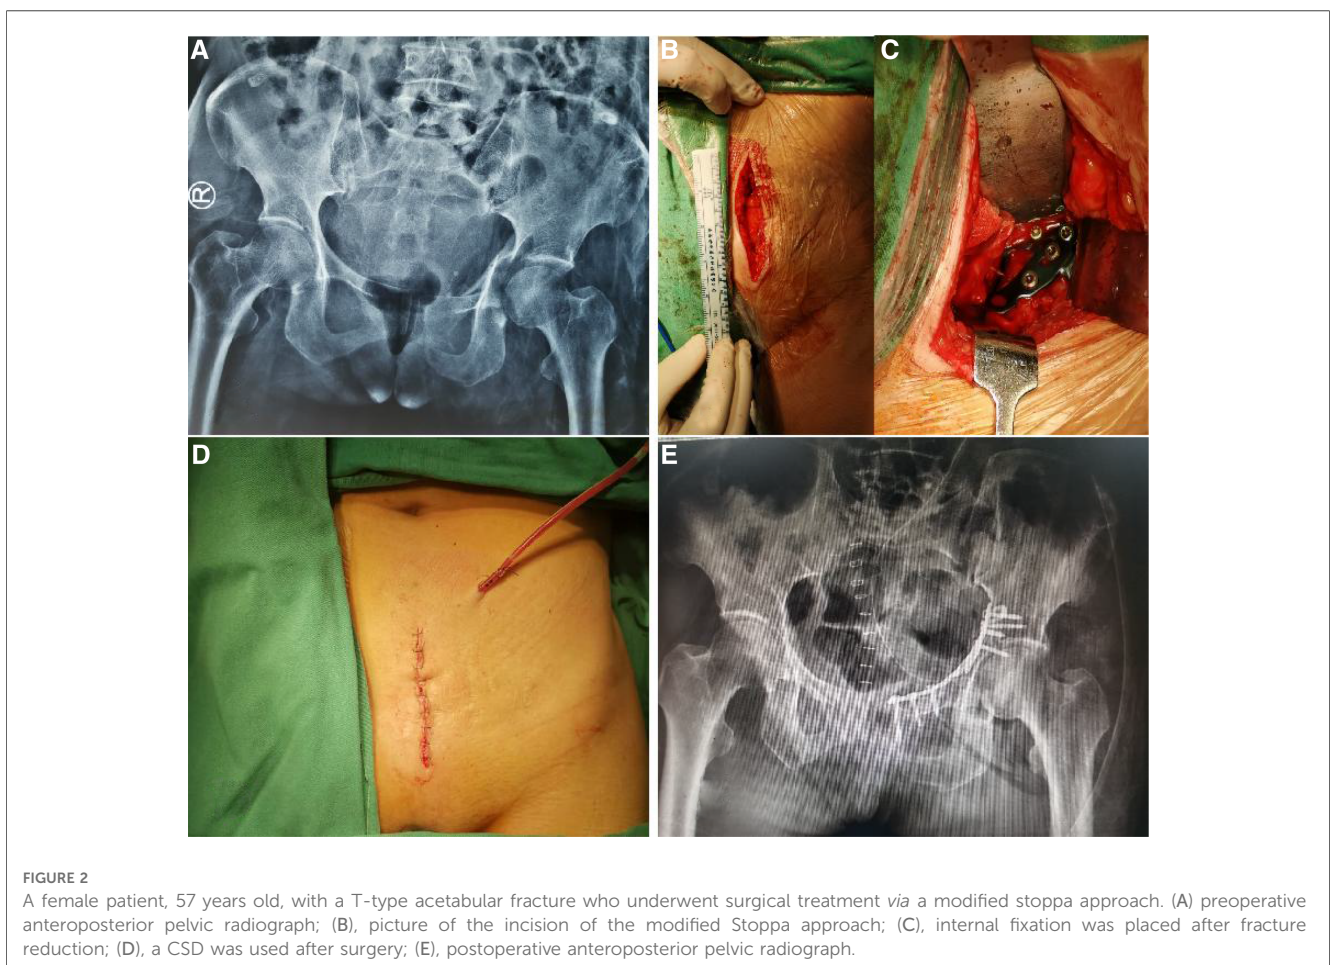 A
B
C
R
D
E
FIGURE 2
A female patient, 57 years old, with a T-type acetabular fracture who underwent surgical treatment via a modified stoppa approach. (A) preoperative
anteroposterior pelvic radiograph; (B), picture of the incision of the modified Stoppa approach; (C), internal fixation was placed after fracture
reduction; (D), a CSD was used after surgery; (E), postoperative anteroposterior pelvic radiograph.